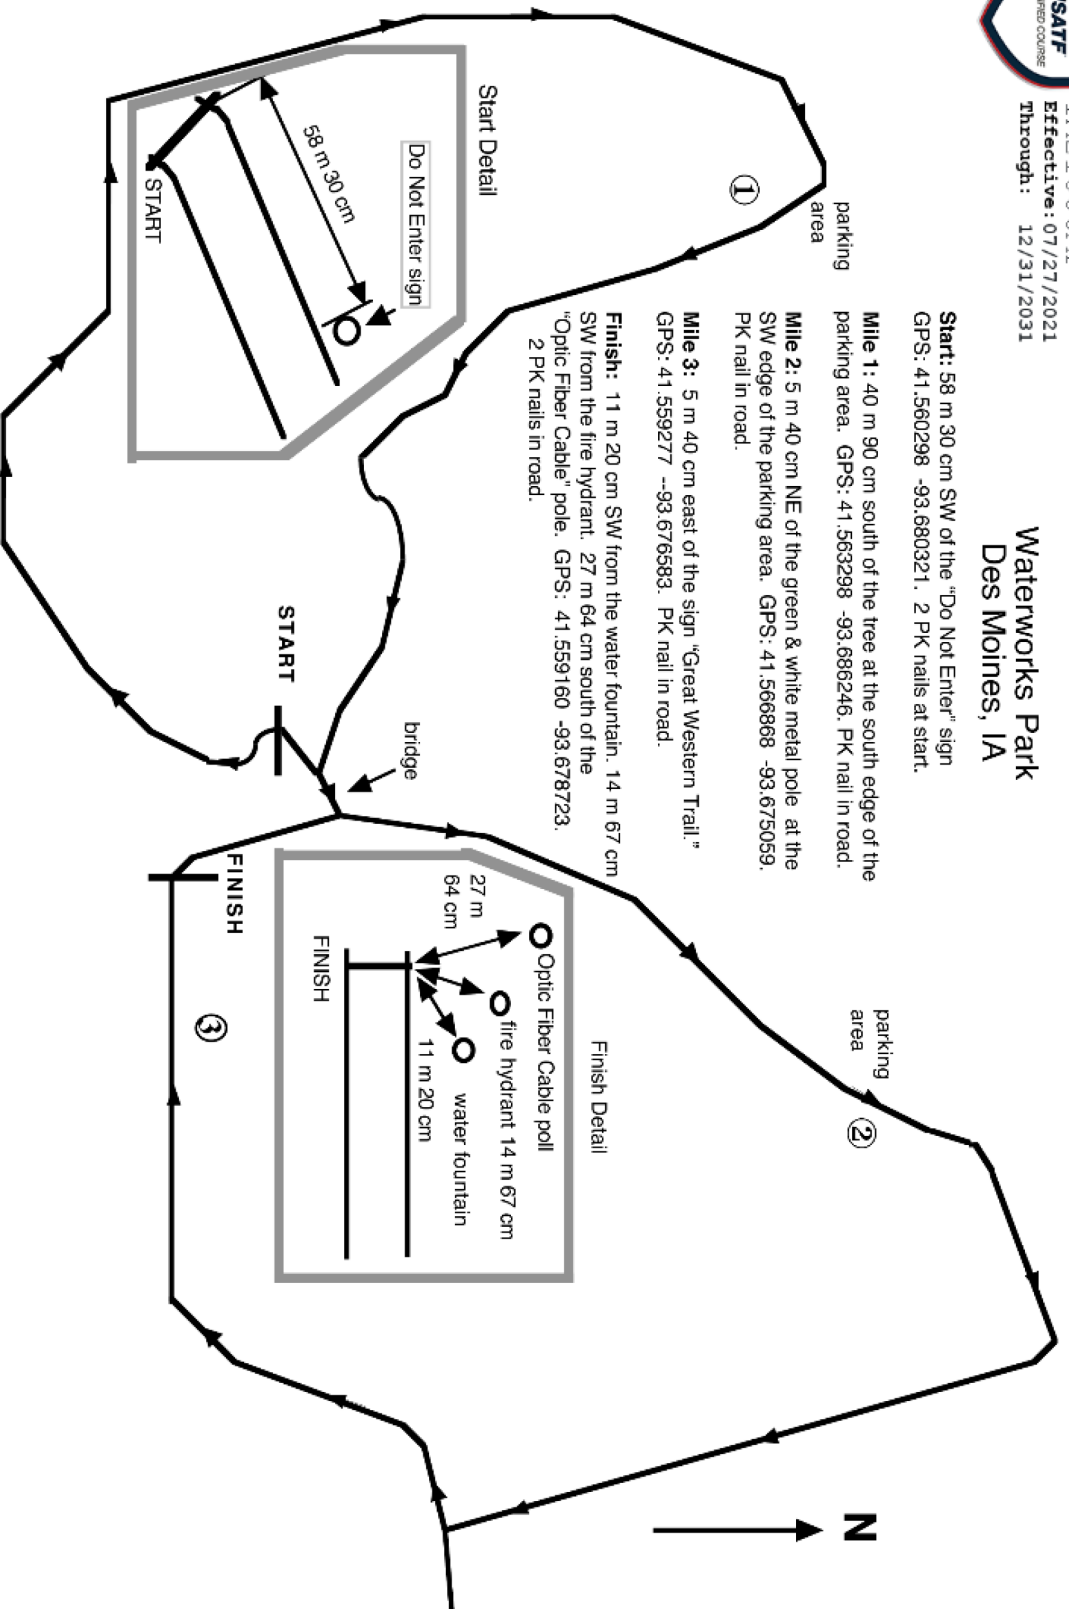 SATF
FIED COURSE
Effective: 07/27/2021
Through: 12/31/2031
Waterworks Park
Des Moines, IA
Start: 58 m 30 cm SW of the "Do Not Enter" sign
GPS: 41.560298 -93.680321. 2 PK nails at start.
Mile 1: 40 m 90 cm south of the tree at the south edge of the
parking area. GPS: 41.563298 -93.686246. PK nail in road.
Mile 2: 5 m 40 cm NE of the green & white metal pole at the
SW edge of the parking area. GPS: 41.566868 -93.675059.
PK nail in road.
Mile 3: 5 m 40 cm east of the sign "Great Western Trail."
GPS: 41.559277 --93.676583. PK nail in road.
Finish: 11 m 20 cm SW from the water fountain. 14 m 67 cm
SW from the fire hydrant. 27 m 64 cm south of the
"Optic Fiber Cable" pole. GPS: 41.559160 -93.678723.
2 PK nails in road.
N
parking
area
①
parking
area
②
Start Detail
Do Not Enter sign
58 m 30 cm
START
bridge
START
FINISH
Finish Detail
Optic Fiber Cable poll
fire hydrant 14 m 67 cm
water fountain
11 m 20 cm
27 m
64 cm
FINISH
③